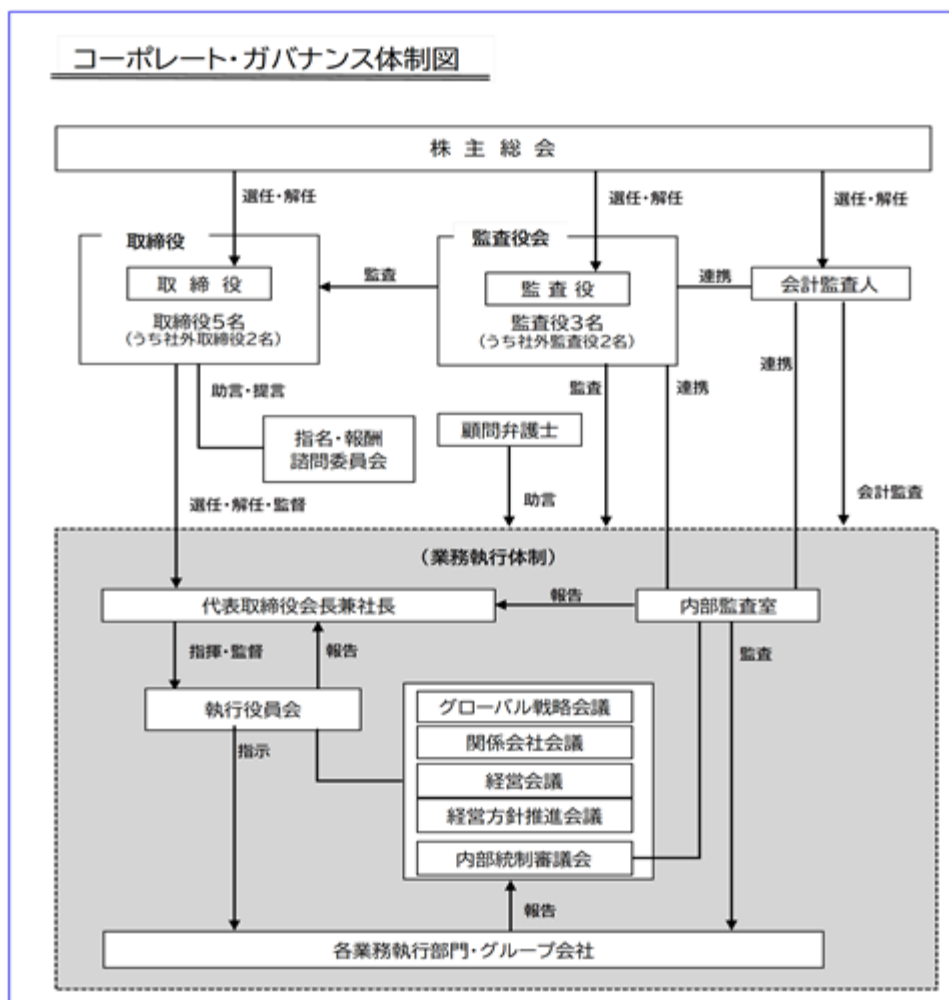 コーポレート・ガバナンス体制図
株主総会
選任・解任
選任・解任
選任・解任
取締役
監査役会
取締役
監査
監査役
連携
会計監査人
取締役5名
(うち社外取締役2名)
監査役3名
(うち社外監査役2名)
助言・提言
監査
連携
連携
指名・報酬
諮問委員会
顧問弁護士
選任・解任・監督
助言
会計監査
(業務執行体制)
代表取締役会長兼社長
報告
内部監査室
指揮・監督
報告
監査
執行役員会
グローバル戦略会議
関係会社会議
指示
経営会議
経営方針推進会議
内部統制審議会
報告
各業務執行部門・グループ会社